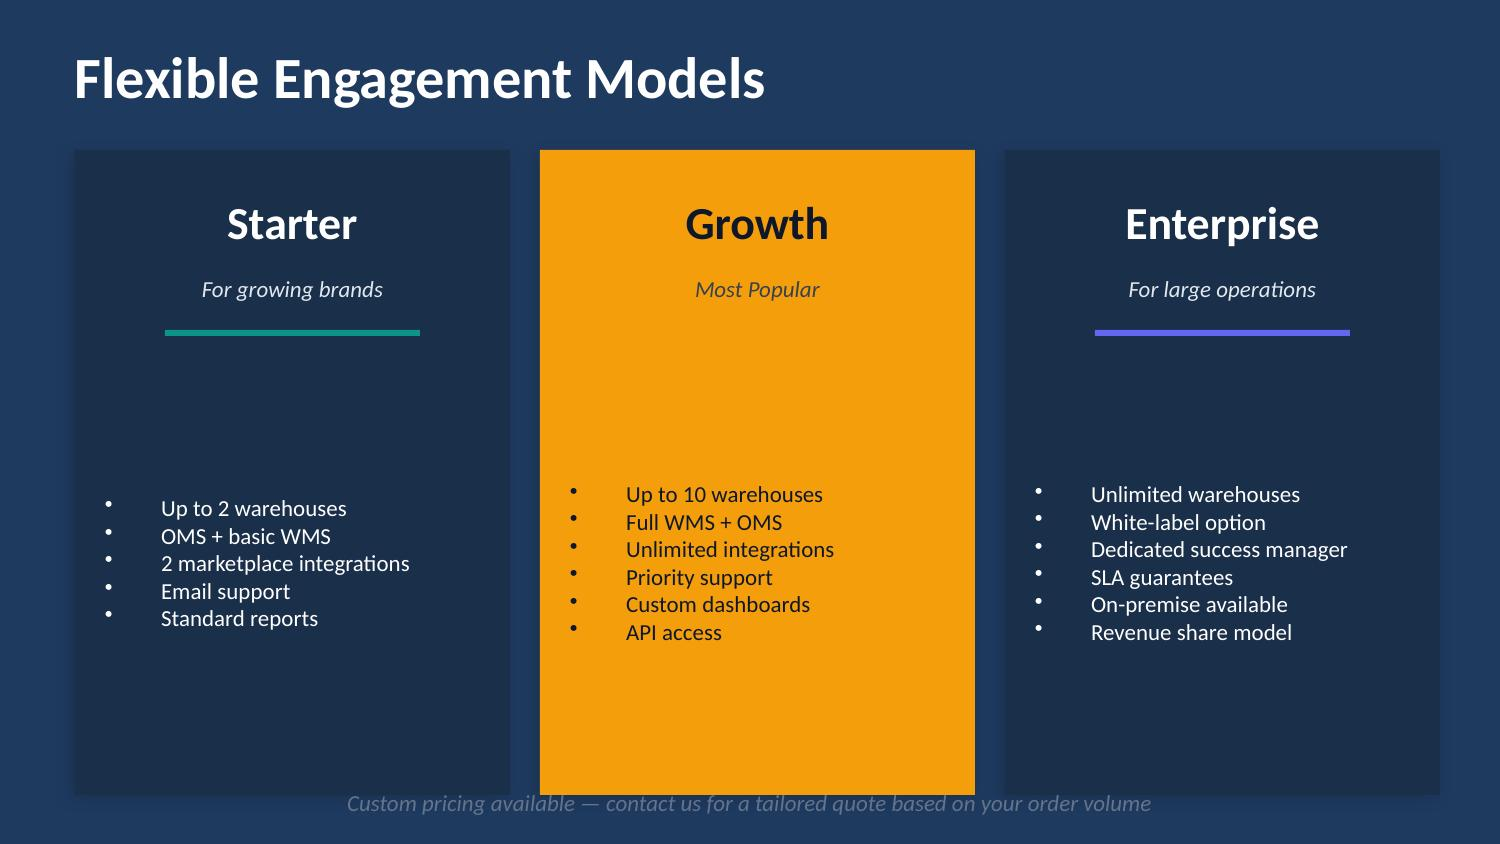 Flexible Engagement Models
Starter
For growing brands
• Up to 2 warehouses
• OMS + basic WMS
• 2 marketplace integrations
• Email support
• Standard reports
Growth
Most Popular
• Up to 10 warehouses
• Full WMS + OMS
• Unlimited integrations
• Priority support
• Custom dashboards
• API access
Enterprise
For large operations
• Unlimited warehouses
• White-label option
• Dedicated success manager
• SLA guarantees
• On-premise available
• Revenue share model
Custom pricing available — contact us for a tailored quote based on your order volume